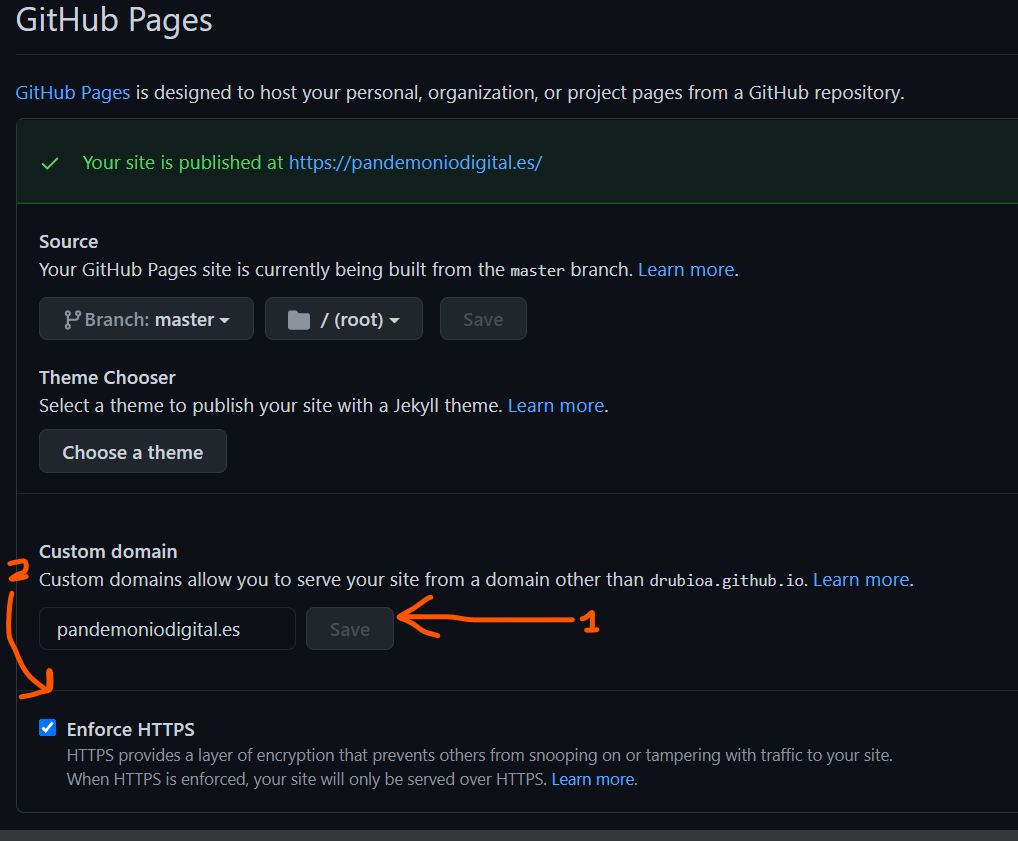 GitHub Pages
GitHub Pages is designed to host your personal, organization, or project pages from a GitHub repository.
Your site is published at https://pandemoniodigital.es/
Source
Your GitHub Pages site is currently being built from the master branch. Learn more.
Branch: master / (root) Save
Theme Chooser
Select a theme to publish your site with a Jekyll theme. Learn more.
Choose a theme
Custom domain
2
Custom domains allow you to serve your site from a domain other than drubioa.github.io. Learn more.
pandemoniodigital.es Save 1
Enforce HTTPS
HTTPS provides a layer of encryption that prevents others from snooping on or tampering with traffic to your site.
When HTTPS is enforced, your site will only be served over HTTPS. Learn more.